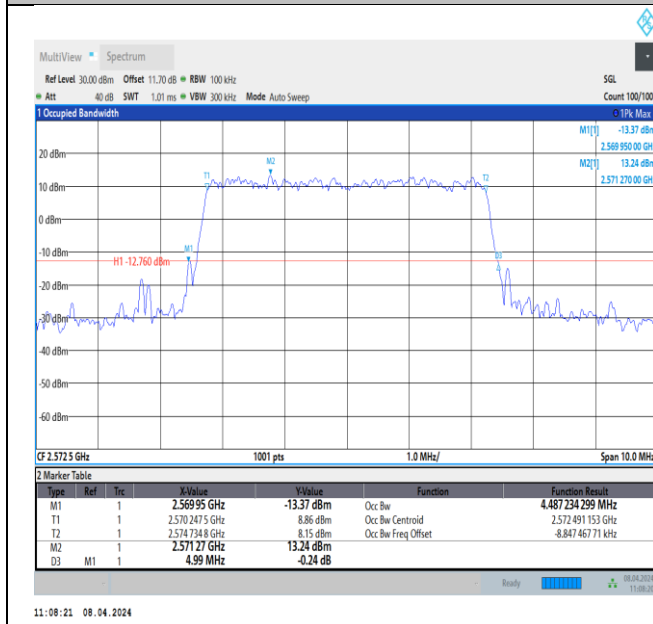 MultiView Spectrum
Ref Level 30.00 dBm Offset 11.70 dB RBW 100 kHz SGL
Att 40 dB SWT 1.01 ms VBW 300 kHz Mode Auto Sweep Count 100/100
1 Occupied Bandwidth 1Pk Max
M1[1] -13.37 dBm
2.569 950 00 GH
M2[1] 13.24 dBm
2.571 270 00 GH
20 dBm
10 dBm
0 dBm
-10 dBm
-20 dBm
-30 dBm
-40 dBm
-50 dBm
-60 dBm
T1
M2
T2
M1
D3
H1 -12.760 dBm
CF 2.572 5 GHz 1001 pts 1.0 MHz/ Span 10.0 MHz
2 Marker Table
Type Ref Trc X-Value Y-Value Function Function Result
M1 1 2.569 95 GHz -13.37 dBm Occ Bw 4.487 234 299 MHz
T1 1 2.570 247 5 GHz 8.86 dBm Occ Bw Centroid 2.572 491 153 GHz
T2 1 2.574 734 8 GHz 8.15 dBm Occ Bw Freq Offset -8.847 467 71 kHz
M2 1 2.571 27 GHz 13.24 dBm
D3 M1 1 4.99 MHz -0.24 dB
Ready 08.04.2024
11:08:20
11:08:21 08.04.2024